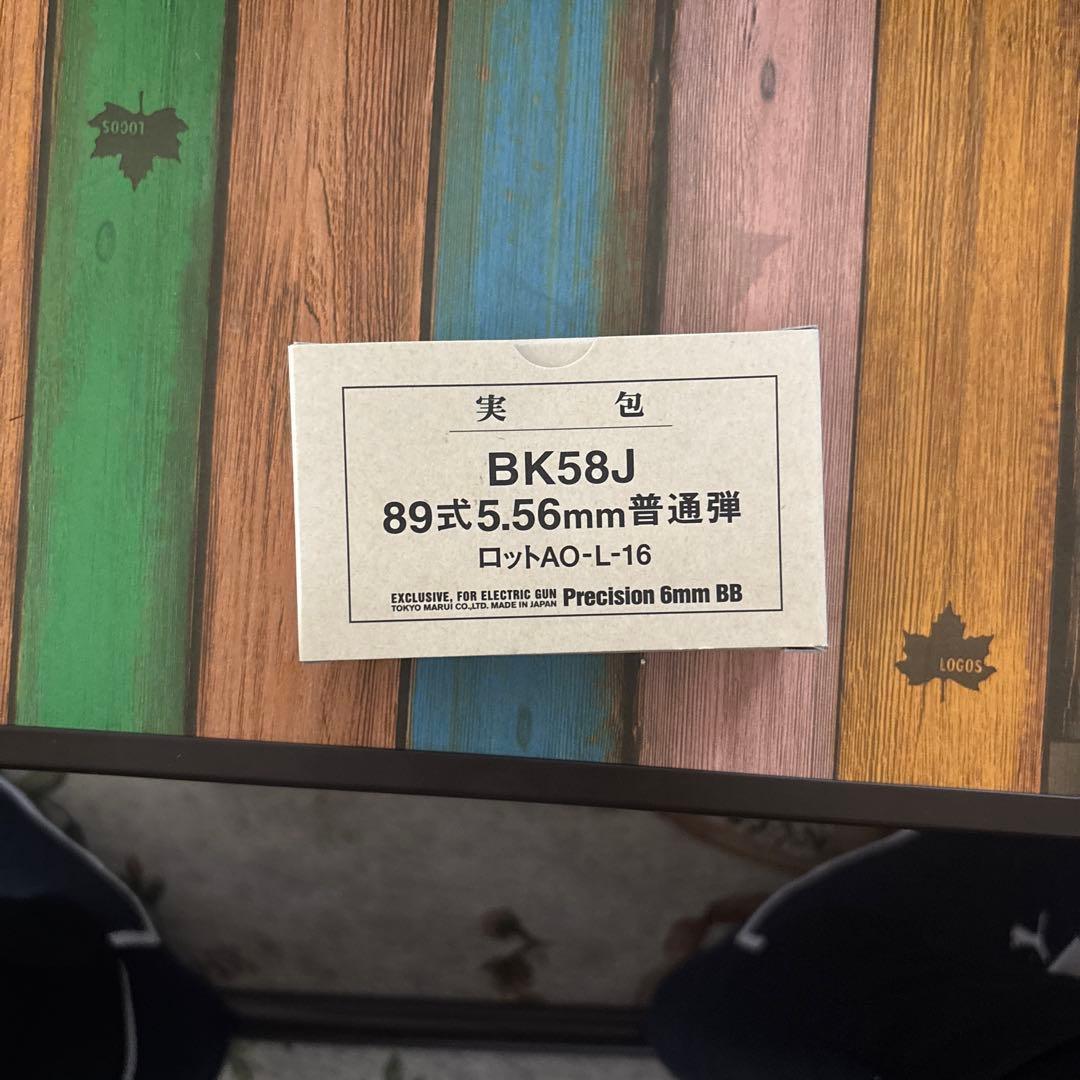 LOGOS
実包
BK58J
89式5.56mm普通弾
ロットAO-L-16
EXCLUSIVE, FOR ELECTRIC GUN
TOKYO MARUI CO.,LTD. MADE IN JAPAN
Precision 6mm BB
LOGOS